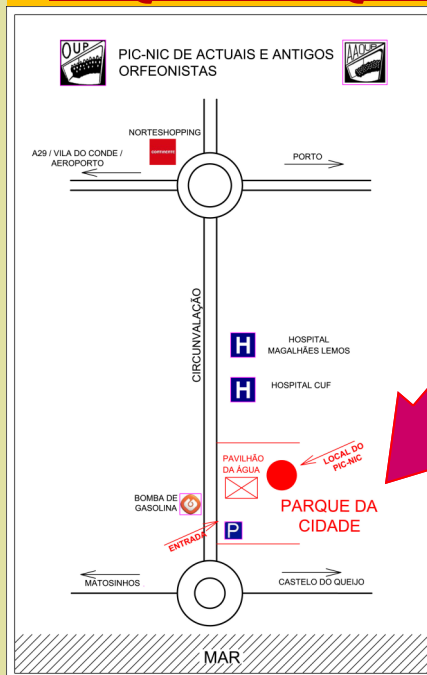 OUP
PIC-NIC DE ACTUAIS E ANTIGOS
ORFEONISTAS
NORTESHOPPING
CONTINENTE
A29 / VILA DO CONDE /
AEROPORTO
PORTO
CIRCUNVALAÇÃO
H
HOSPITAL
MAGALHÃES LEMOS
H
HOSPITAL CUF
LOCAL DO
PIC-NIC
PAVILHÃO
DA ÁGUA
BOMBA DE
GASOLINA
PARQUE DA
CIDADE
ENTRADA
P
MATOSINHOS
CASTELO DO QUEIJO
MAR